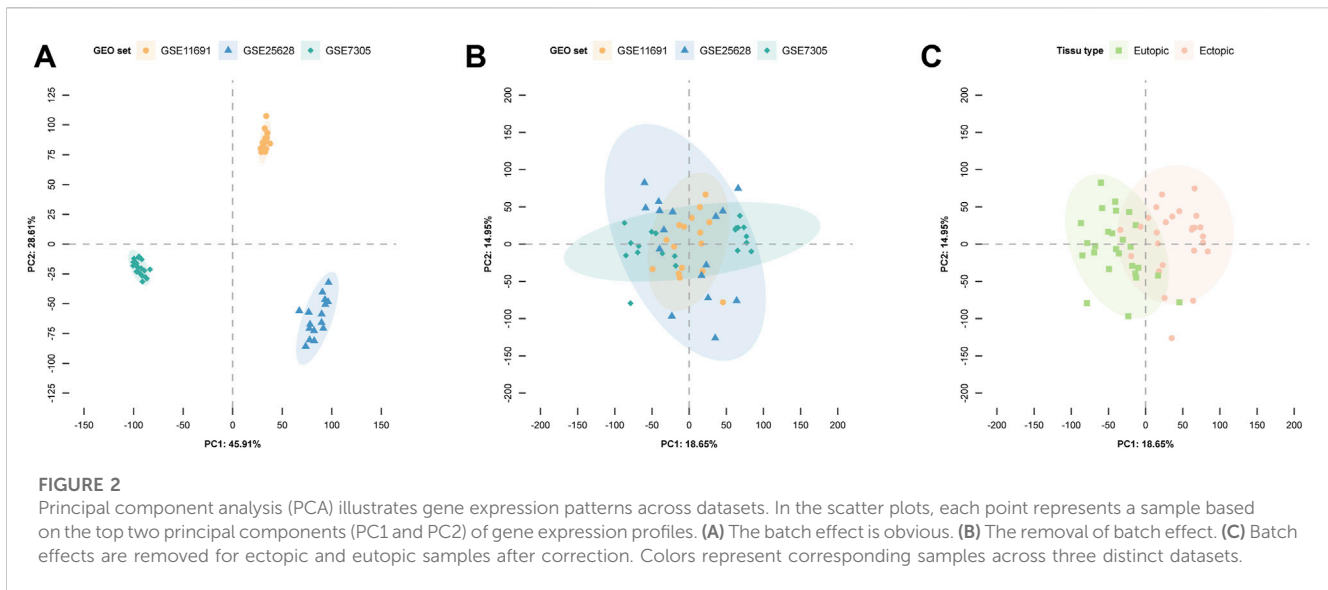 A
GEO set GSE11691 GSE25628 GSE7305
PC2: 28.61%
125
100
75
50
25
0
-25
-50
-75
-100
-125
-150 -100 -50 0 50 100 150
PC1: 45.91%
B
GEO set GSE11691 GSE25628 GSE7305
PC2: 14.95%
200
150
100
50
0
-50
-100
-150
-200
-200 -150 -100 -50 0 50 100 150 200
PC1: 18.65%
C
Tissu type Eutopic Ectopic
PC2: 14.95%
200
150
100
50
0
-50
-100
-150
-200
-200 -150 -100 -50 0 50 100 150 200
PC1: 18.65%
FIGURE 2
Principal component analysis (PCA) illustrates gene expression patterns across datasets. In the scatter plots, each point represents a sample based
on the top two principal components (PC1 and PC2) of gene expression profiles. (A) The batch effect is obvious. (B) The removal of batch effect. (C) Batch
effects are removed for ectopic and eutopic samples after correction. Colors represent corresponding samples across three distinct datasets.